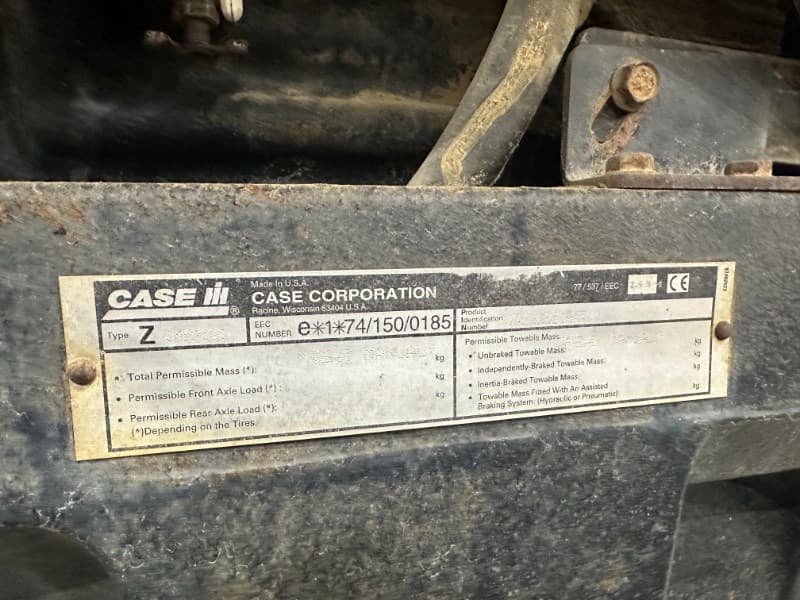 CASE IH ®
Made In U.S.A.
CASE CORPORATION
Racine, Wisconsin 53404 U.S.A.
77/537/EEC
CE
Type Z
EEC
NUMBER e*1*74/150/0185
Product
Identification
Number
• Total Permissible Mass (*): kg
• Permissible Front Axle Load (*): kg
• Permissible Rear Axle Load (*): kg
(*)Depending on the Tires
Permissible Towable Mass:
• Unbraked Towable Mass: kg
• Independently-Braked Towable Mass: kg
• Inertia-Braked Towable Mass: kg
• Towable Mass Fitted With An Assisted kg
Braking System: (Hydraulic or Pneumatic)